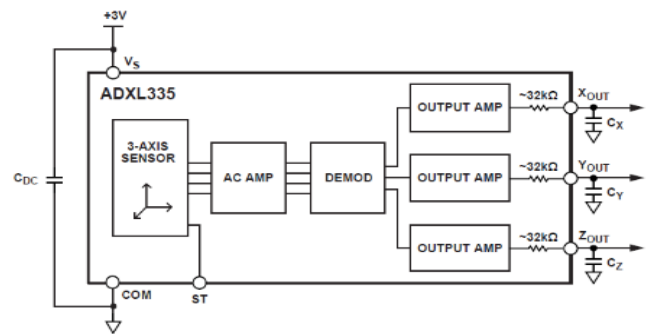 +3V
VS
ADXL335
3-AXIS
SENSOR
AC AMP
DEMOD
OUTPUT AMP
~32kΩ
XOUT
CX
OUTPUT AMP
~32kΩ
YOUT
CY
OUTPUT AMP
~32kΩ
ZOUT
CZ
CDC
COM
ST